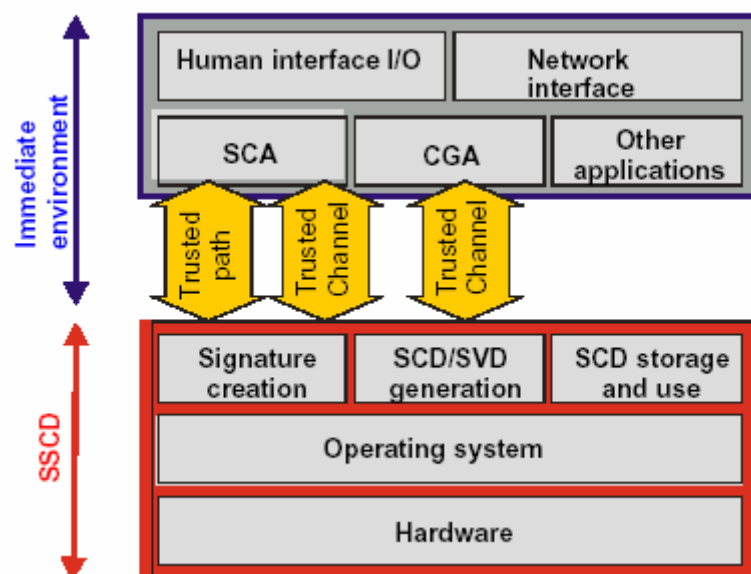 Immediate
environment
Human interface I/O
Network
interface
SCA
CGA
Other
applications
Trusted
path
Trusted
Channel
Trusted
Channel
SSCD
Signature
creation
SCD/SVD
generation
SCD storage
and use
Operating system
Hardware